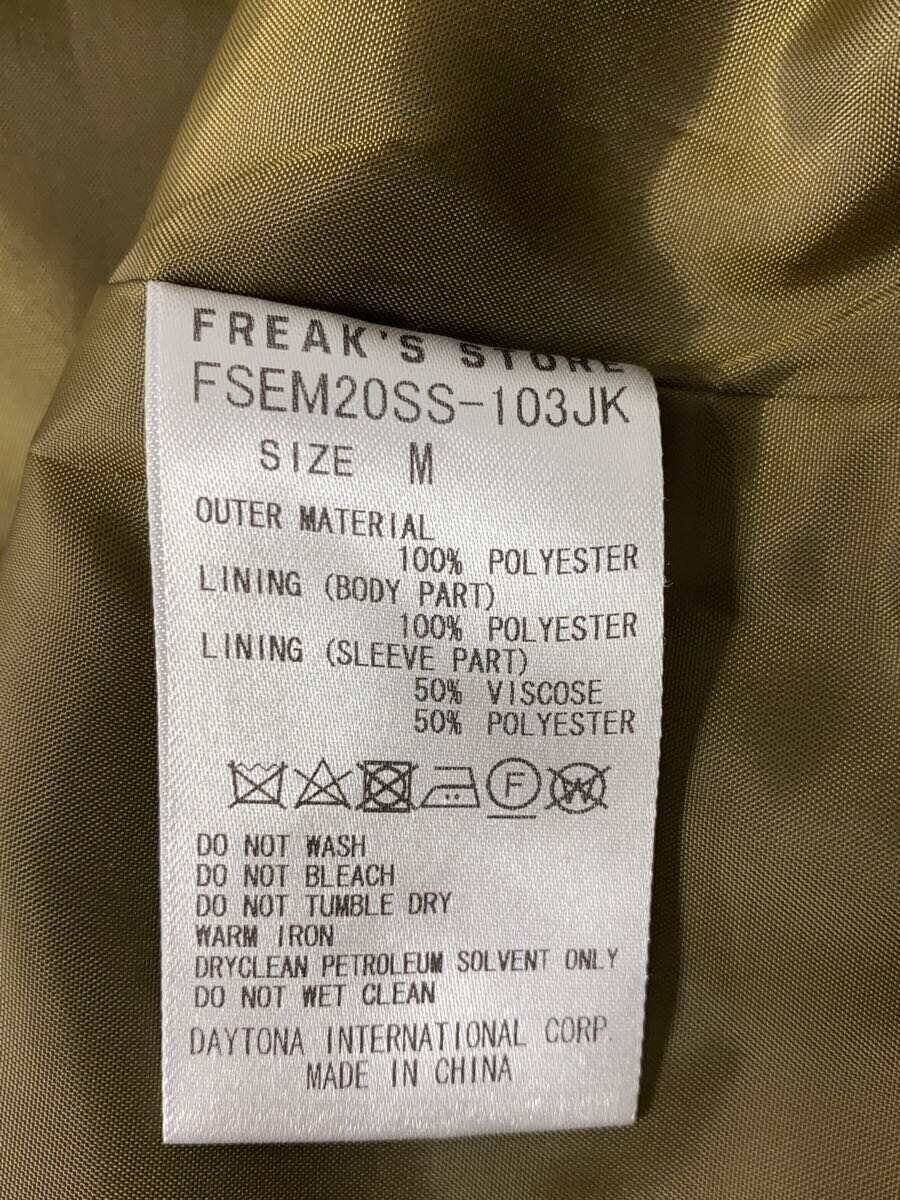 FREAK'S STORE
FSEM20SS-103JK
SIZE M
OUTER MATERIAL
100% POLYESTER
LINING (BODY PART)
100% POLYESTER
LINING (SLEEVE PART)
50% VISCOSE
50% POLYESTER
F W
DO NOT WASH
DO NOT BLEACH
DO NOT TUMBLE DRY
WARM IRON
DRYCLEAN PETROLEUM SOLVENT ONLY
DO NOT WET CLEAN
DAYTONA INTERNATIONAL CORP.
MADE IN CHINA